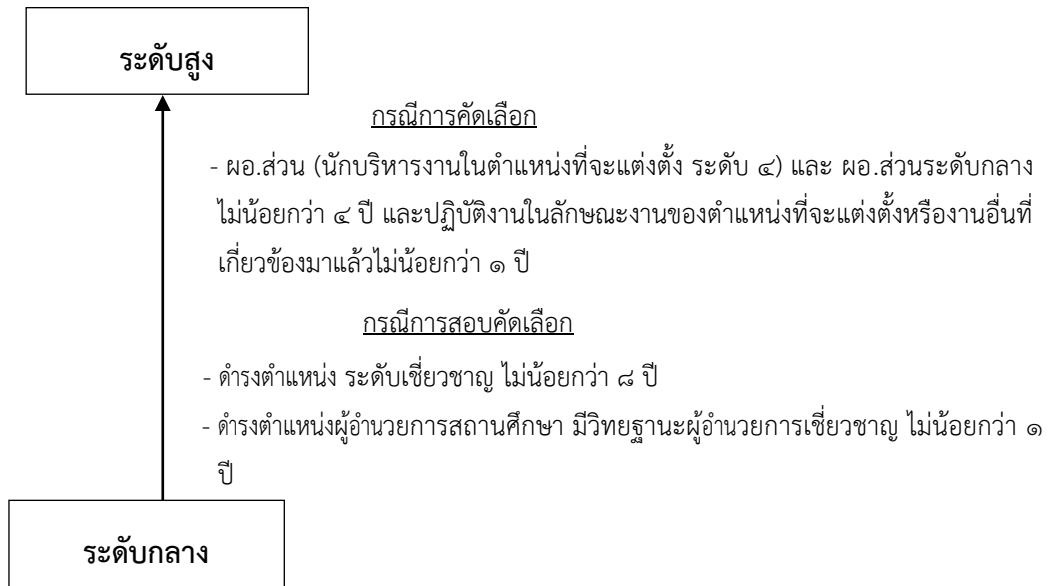 ระดับสูง
กรณีการคัดเลือก
- ผอ.ส่วน (นักบริหารงานในตำแหน่งที่จะแต่งตั้ง ระดับ ๔) และ ผอ.ส่วนระดับกลาง
ไม่น้อยกว่า ๔ ปี และปฏิบัติงานในลักษณะงานของตำแหน่งที่จะแต่งตั้งหรืองานอื่นที่
เกี่ยวข้องมาแล้วไม่น้อยกว่า ๑ ปี
กรณีการสอบคัดเลือก
- ดำรงตำแหน่ง ระดับเชี่ยวชาญ ไม่น้อยกว่า ๘ ปี
- ดำรงตำแหน่งผู้อำนวยการสถานศึกษา มีวิทยฐานะผู้อำนวยการเชี่ยวชาญ ไม่น้อยกว่า ๑
ปี
ระดับกลาง